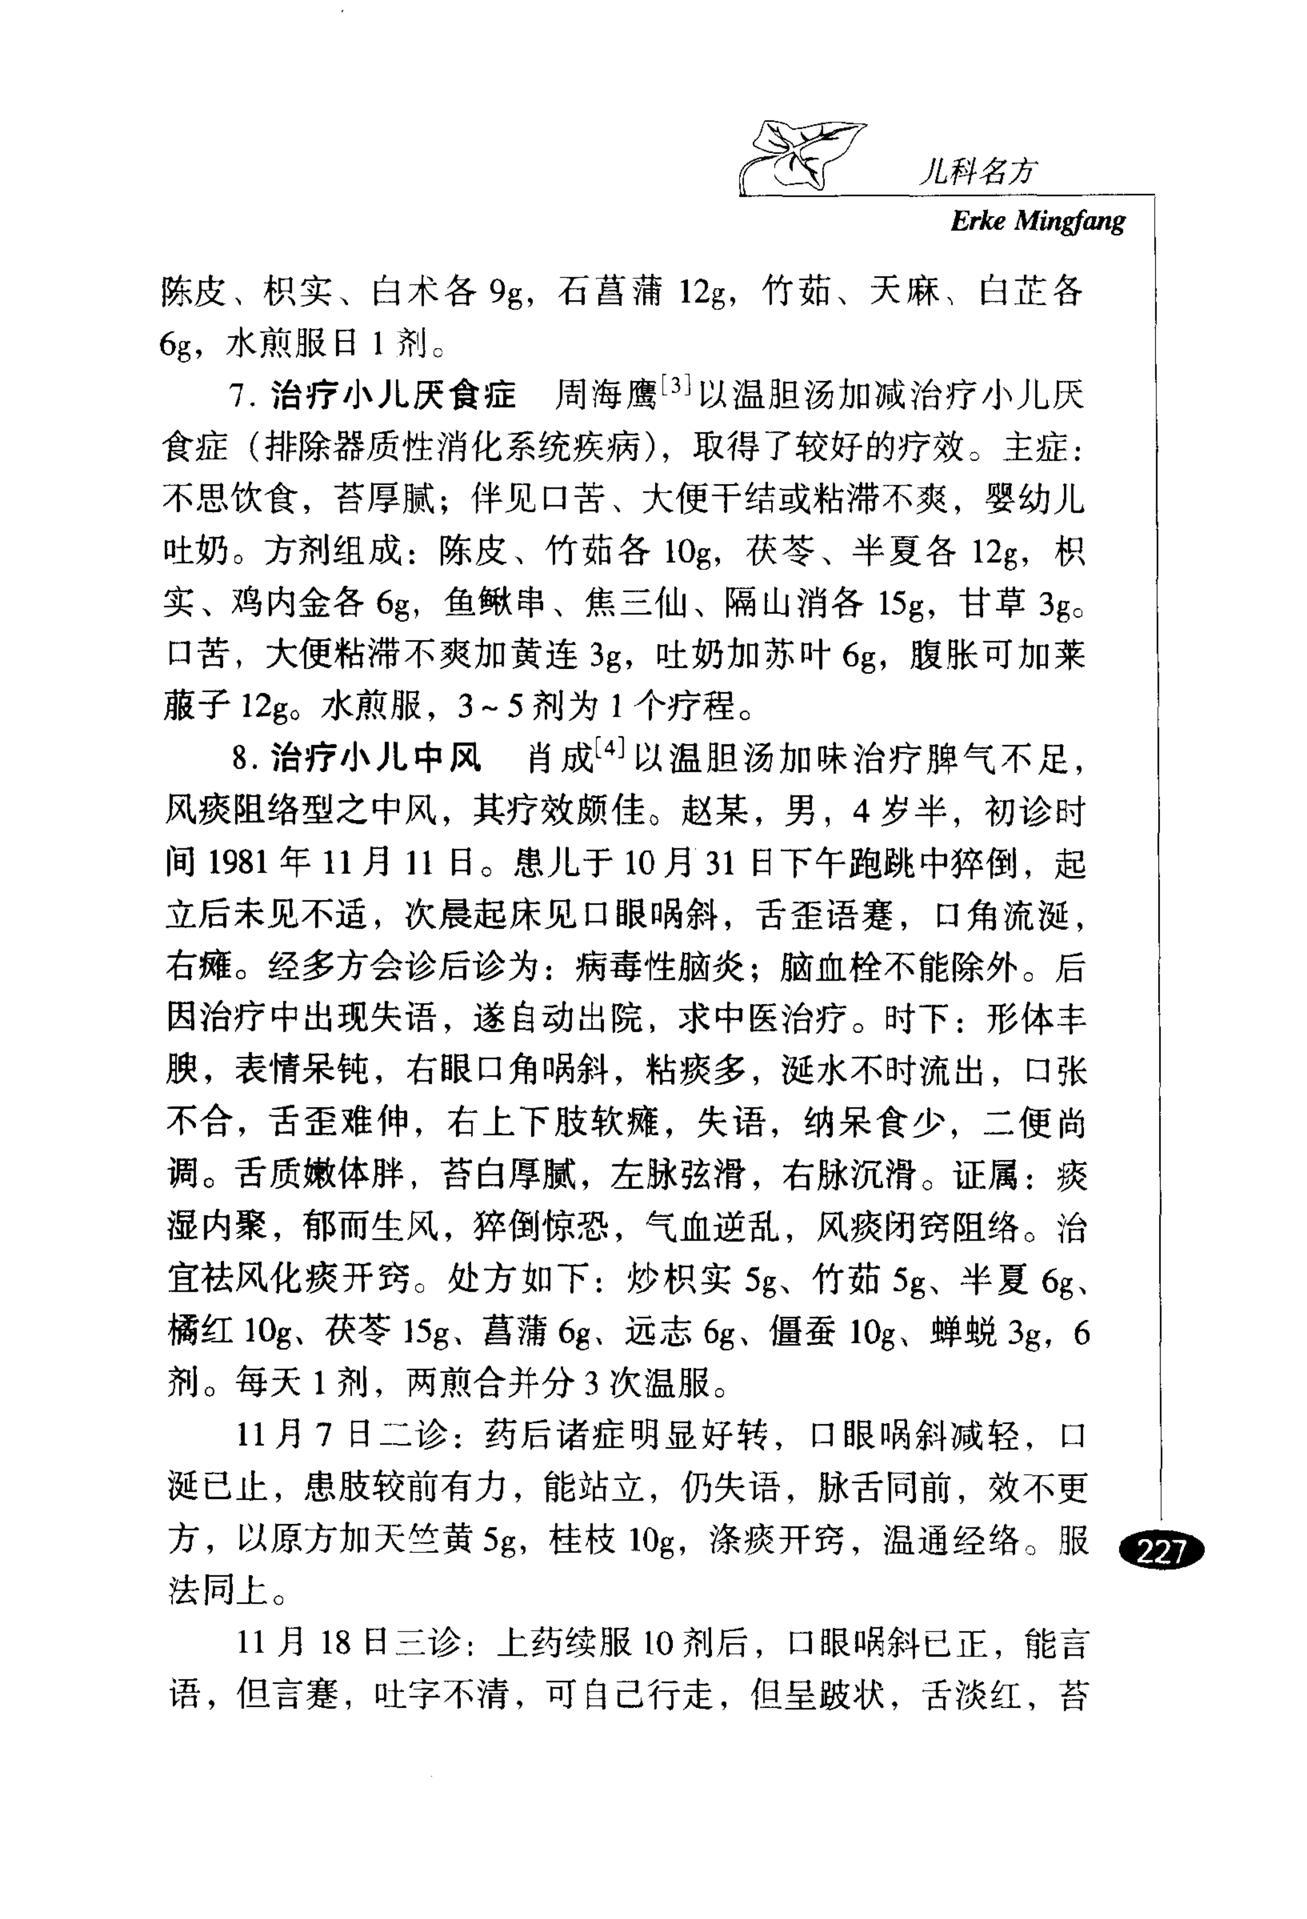 儿科名方
Erke Mingfang
陈皮、枳实、白术各 9g，石菖蒲 12g，竹茹、天麻、白芷各
6g，水煎服日 1 剂。
7. 治疗小儿厌食症　周海鹰[3]以温胆汤加减治疗小儿厌
食症（排除器质性消化系统疾病），取得了较好的疗效。主症：
不思饮食，苔厚腻；伴见口苦、大便干结或粘滞不爽，婴幼儿
吐奶。方剂组成：陈皮、竹茹各 10g，茯苓、半夏各 12g，枳
实、鸡内金各 6g，鱼鳅串、焦三仙、隔山消各 15g，甘草 3g。
口苦，大便粘滞不爽加黄连 3g，吐奶加苏叶 6g，腹胀可加莱
菔子 12g。水煎服，3～5 剂为 1 个疗程。
8. 治疗小儿中风　肖成[4]以温胆汤加味治疗脾气不足，
风痰阻络型之中风，其疗效颇佳。赵某，男，4 岁半，初诊时
间 1981 年 11 月 11 日。患儿于 10 月 31 日下午跑跳中猝倒，起
立后未见不适，次晨起床见口眼㖞斜，舌歪语蹇，口角流涎，
右瘫。经多方会诊后诊为：病毒性脑炎；脑血栓不能除外。后
因治疗中出现失语，遂自动出院，求中医治疗。时下：形体丰
腴，表情呆钝，右眼口角㖞斜，粘痰多，涎水不时流出，口张
不合，舌歪难伸，右上下肢软瘫，失语，纳呆食少，二便尚
调。舌质嫩体胖，苔白厚腻，左脉弦滑，右脉沉滑。证属：痰
湿内聚，郁而生风，猝倒惊恐，气血逆乱，风痰闭窍阻络。治
宜祛风化痰开窍。处方如下：炒枳实 5g、竹茹 5g、半夏 6g、
橘红 10g、茯苓 15g、菖蒲 6g、远志 6g、僵蚕 10g、蝉蜕 3g，6
剂。每天 1 剂，两煎合并分 3 次温服。
11 月 7 日二诊：药后诸症明显好转，口眼㖞斜减轻，口
涎已止，患肢较前有力，能站立，仍失语，脉舌同前，效不更
方，以原方加天竺黄 5g，桂枝 10g，涤痰开窍，温通经络。服
法同上。
227
11 月 18 日三诊：上药续服 10 剂后，口眼㖞斜已正，能言
语，但言蹇，吐字不清，可自己行走，但呈跛状，舌淡红，苔